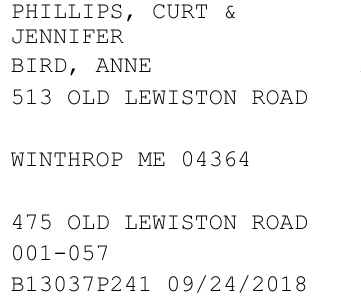 PHILLIPS, CURT &
JENNIFER
BIRD, ANNE
513 OLD LEWISTON ROAD
WINTHROP ME 04364
475 OLD LEWISTON ROAD
001-057
B13037P241 09/24/2018